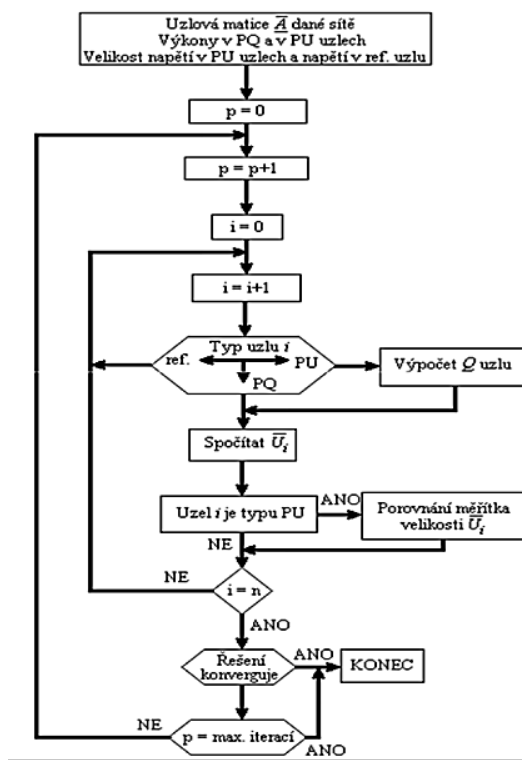 Uzlová matice A dané sítě
Výkony v PQ a v PU uzlech
Velikost napětí v PU uzlech a napětí v ref. uzlu
p = 0
p = p+1
i = 0
i = i+1
Typ uzlu i
ref.
PU
PQ
Výpočet Q uzlu
Spočítat U̅i
Uzel i je typu PU
ANO
Porovnání měřítka
velikosti U̅i
NE
NE
i = n
ANO
Řešení
konverguje
ANO
KONEC
NE
p = max. iterací
ANO